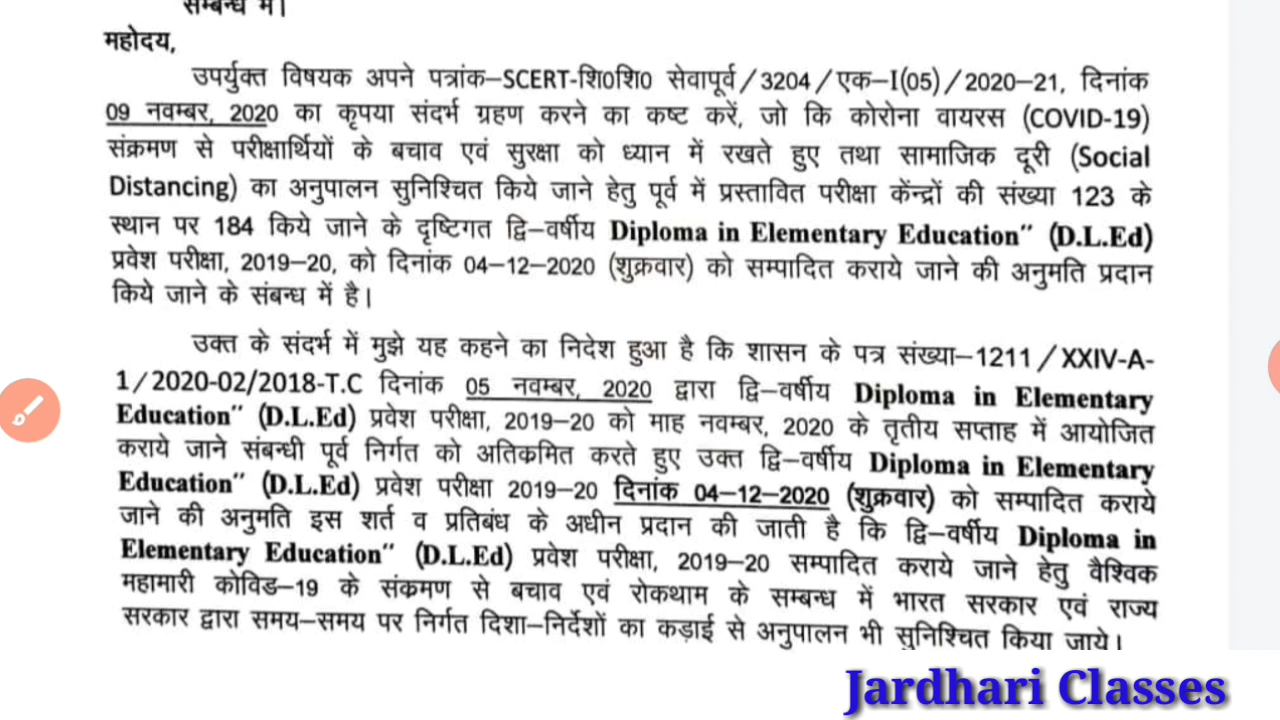 सम्बन्ध में।
महोदय,
उपर्युक्त विषयक अपने पत्रांक–SCERT-शि0शि0 सेवापूर्व/3204/एक–I(05)/2020–21, दिनांक
09 नवम्बर, 2020 का कृपया संदर्भ ग्रहण करने का कष्ट करें, जो कि कोरोना वायरस (COVID-19)
संक्रमण से परीक्षार्थियों के बचाव एवं सुरक्षा को ध्यान में रखते हुए तथा सामाजिक दूरी (Social
Distancing) का अनुपालन सुनिश्चित किये जाने हेतु पूर्व में प्रस्तावित परीक्षा केंन्द्रों की संख्या 123 के
स्थान पर 184 किये जाने के दृष्टिगत द्वि–वर्षीय Diploma in Elementary Education" (D.L.Ed)
प्रवेश परीक्षा, 2019–20, को दिनांक 04–12–2020 (शुक्रवार) को सम्पादित कराये जाने की अनुमति प्रदान
किये जाने के संबन्ध में है।
उक्त के संदर्भ में मुझे यह कहने का निदेश हुआ है कि शासन के पत्र संख्या–1211/XXIV-A-
1/2020-02/2018-T.C दिनांक 05 नवम्बर, 2020 द्वारा द्वि–वर्षीय Diploma in Elementary
Education" (D.L.Ed) प्रवेश परीक्षा, 2019–20 को माह नवम्बर, 2020 के तृतीय सप्ताह में आयोजित
कराये जाने संबन्धी पूर्व निर्गत को अतिकमित करते हुए उक्त द्वि–वर्षीय Diploma in Elementary
Education" (D.L.Ed) प्रवेश परीक्षा 2019–20 दिनांक 04–12–2020 (शुक्रवार) को सम्पादित कराये
जाने की अनुमति इस शर्त व प्रतिबंध के अधीन प्रदान की जाती है कि द्वि–वर्षीय Diploma in
Elementary Education" (D.L.Ed) प्रवेश परीक्षा, 2019–20 सम्पादित कराये जाने हेतु वैश्विक
महामारी कोविड–19 के संकमण से बचाव एवं रोकथाम के सम्बन्ध में भारत सरकार एवं राज्य
सरकार द्वारा समय–समय पर निर्गत दिशा–निर्देशों का कड़ाई से अनुपालन भी सुनिश्चित किया जाये।
Jardhari Classes